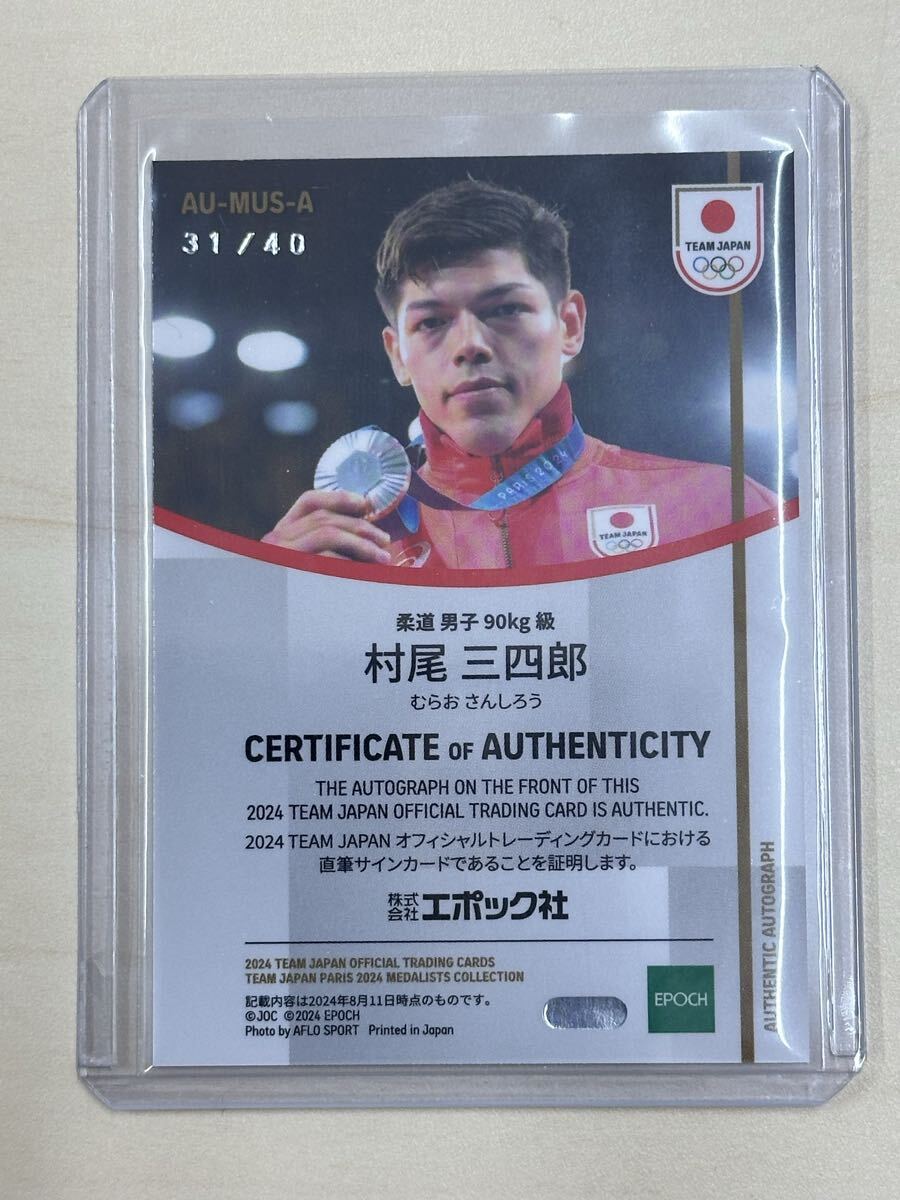 AU-MUS-A
31/40
TEAM JAPAN
PARIS 2024
TEAM JAPAN
柔道 男子 90kg 級
村尾 三四郎
むらお さんしろう
CERTIFICATE OF AUTHENTICITY
THE AUTOGRAPH ON THE FRONT OF THIS
2024 TEAM JAPAN OFFICIAL TRADING CARD IS AUTHENTIC.
2024 TEAM JAPAN オフィシャルトレーディングカードにおける
直筆サインカードであることを証明します。
株式会社エポック社
2024 TEAM JAPAN OFFICIAL TRADING CARDS
TEAM JAPAN PARIS 2024 MEDALISTS COLLECTION
記載内容は2024年8月11日時点のものです。
©JOC ©2024 EPOCH
Photo by AFLO SPORT Printed in Japan
EPOCH
AUTHENTIC AUTOGRAPH